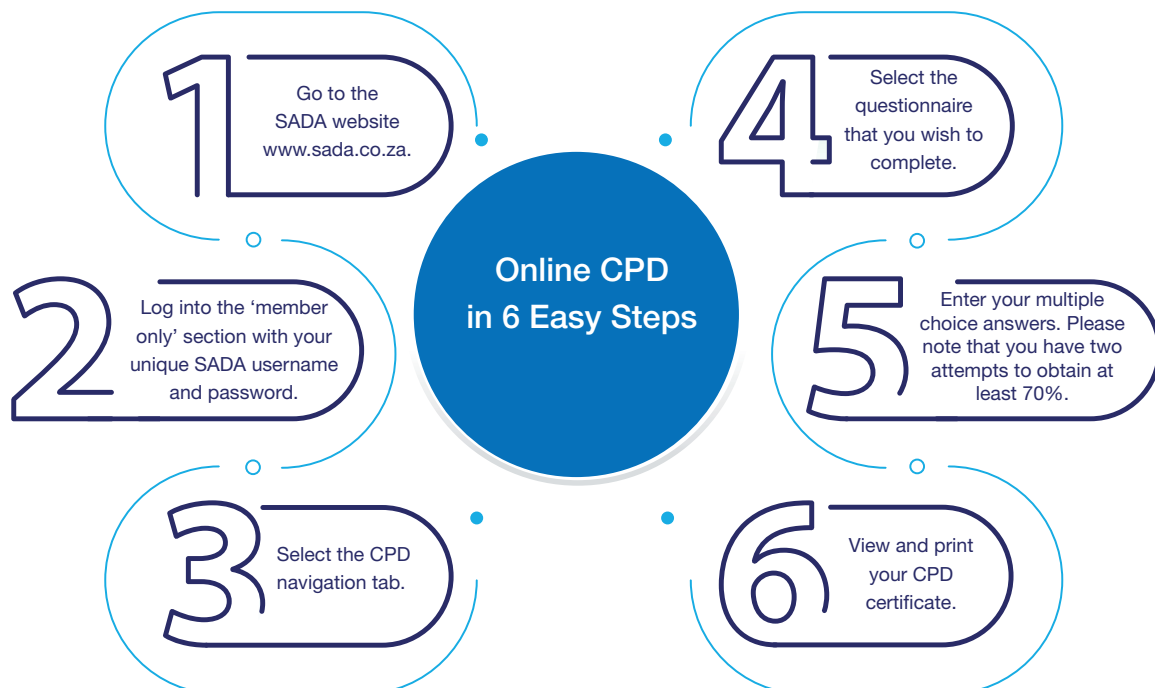 Online CPD
in 6 Easy Steps
1
Go to the
SADA website
www.sada.co.za.
2
Log into the ‘member
only’ section with your
unique SADA username
and password.
3
Select the CPD
navigation tab.
4
Select the
questionnaire
that you wish to
complete.
5
Enter your multiple
choice answers. Please
note that you have two
attempts to obtain at
least 70%.
6
View and print
your CPD
certificate.